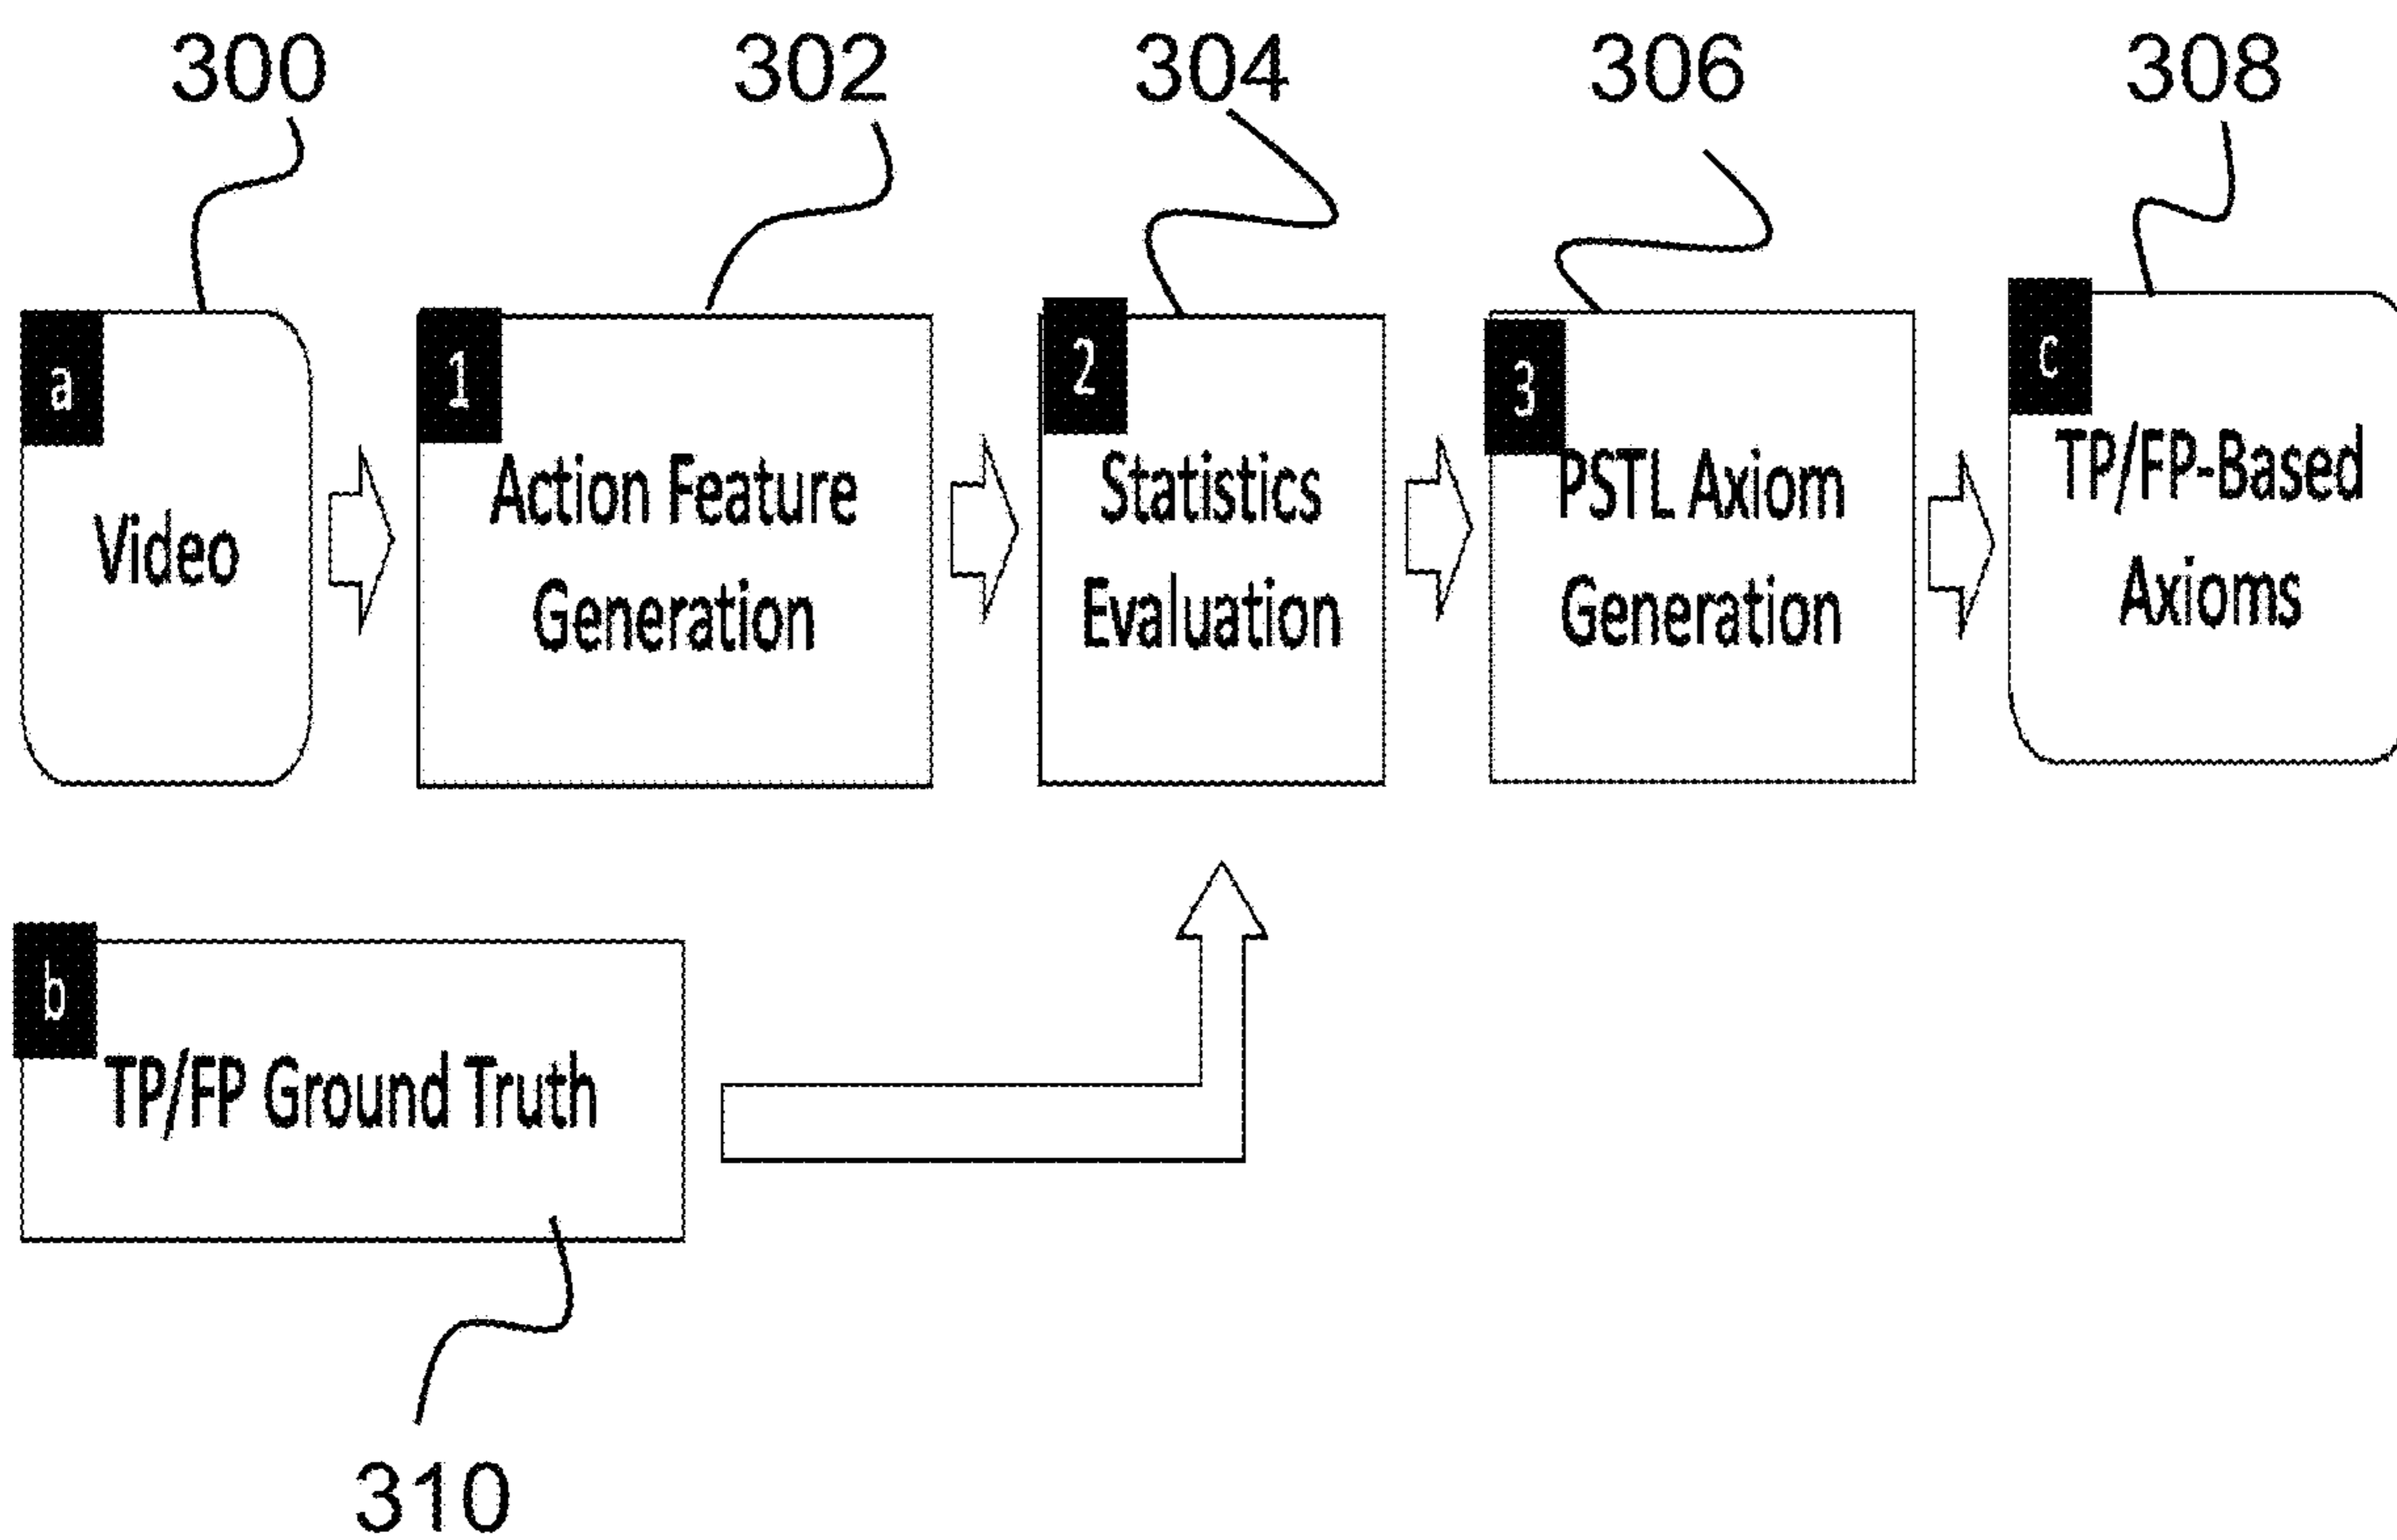 300
302
304
306
308
a
Video
1
Action Feature
Generation
2
Statistics
Evaluation
3
PSTL Axiom
Generation
c
TP/FP-Based
Axioms
b
TP/FP Ground Truth
310